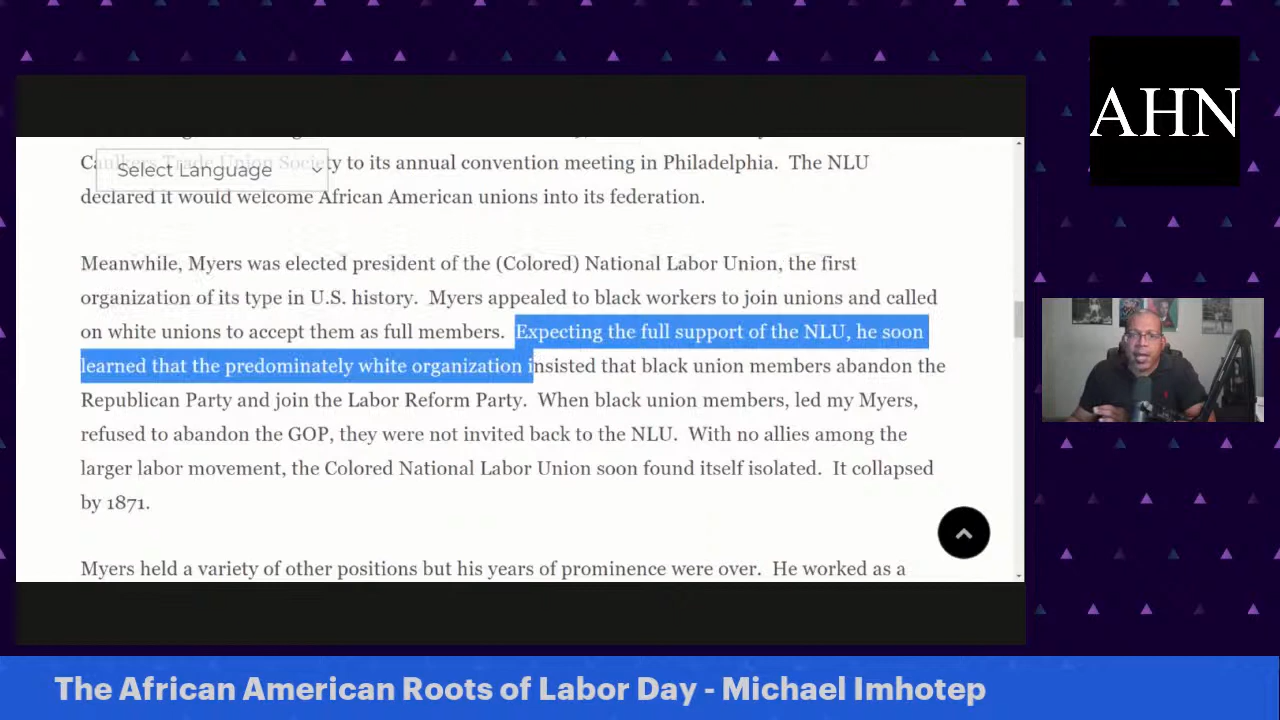 AHN
Caulkers Trade Union Society to its annual convention meeting in Philadelphia. The NLU
Select Language
declared it would welcome African American unions into its federation.
Meanwhile, Myers was elected president of the (Colored) National Labor Union, the first
organization of its type in U.S. history. Myers appealed to black workers to join unions and called
on white unions to accept them as full members. Expecting the full support of the NLU, he soon
learned that the predominately white organization insisted that black union members abandon the
Republican Party and join the Labor Reform Party. When black union members, led my Myers,
refused to abandon the GOP, they were not invited back to the NLU. With no allies among the
larger labor movement, the Colored National Labor Union soon found itself isolated. It collapsed
by 1871.
Myers held a variety of other positions but his years of prominence were over. He worked as a
The African American Roots of Labor Day - Michael Imhotep